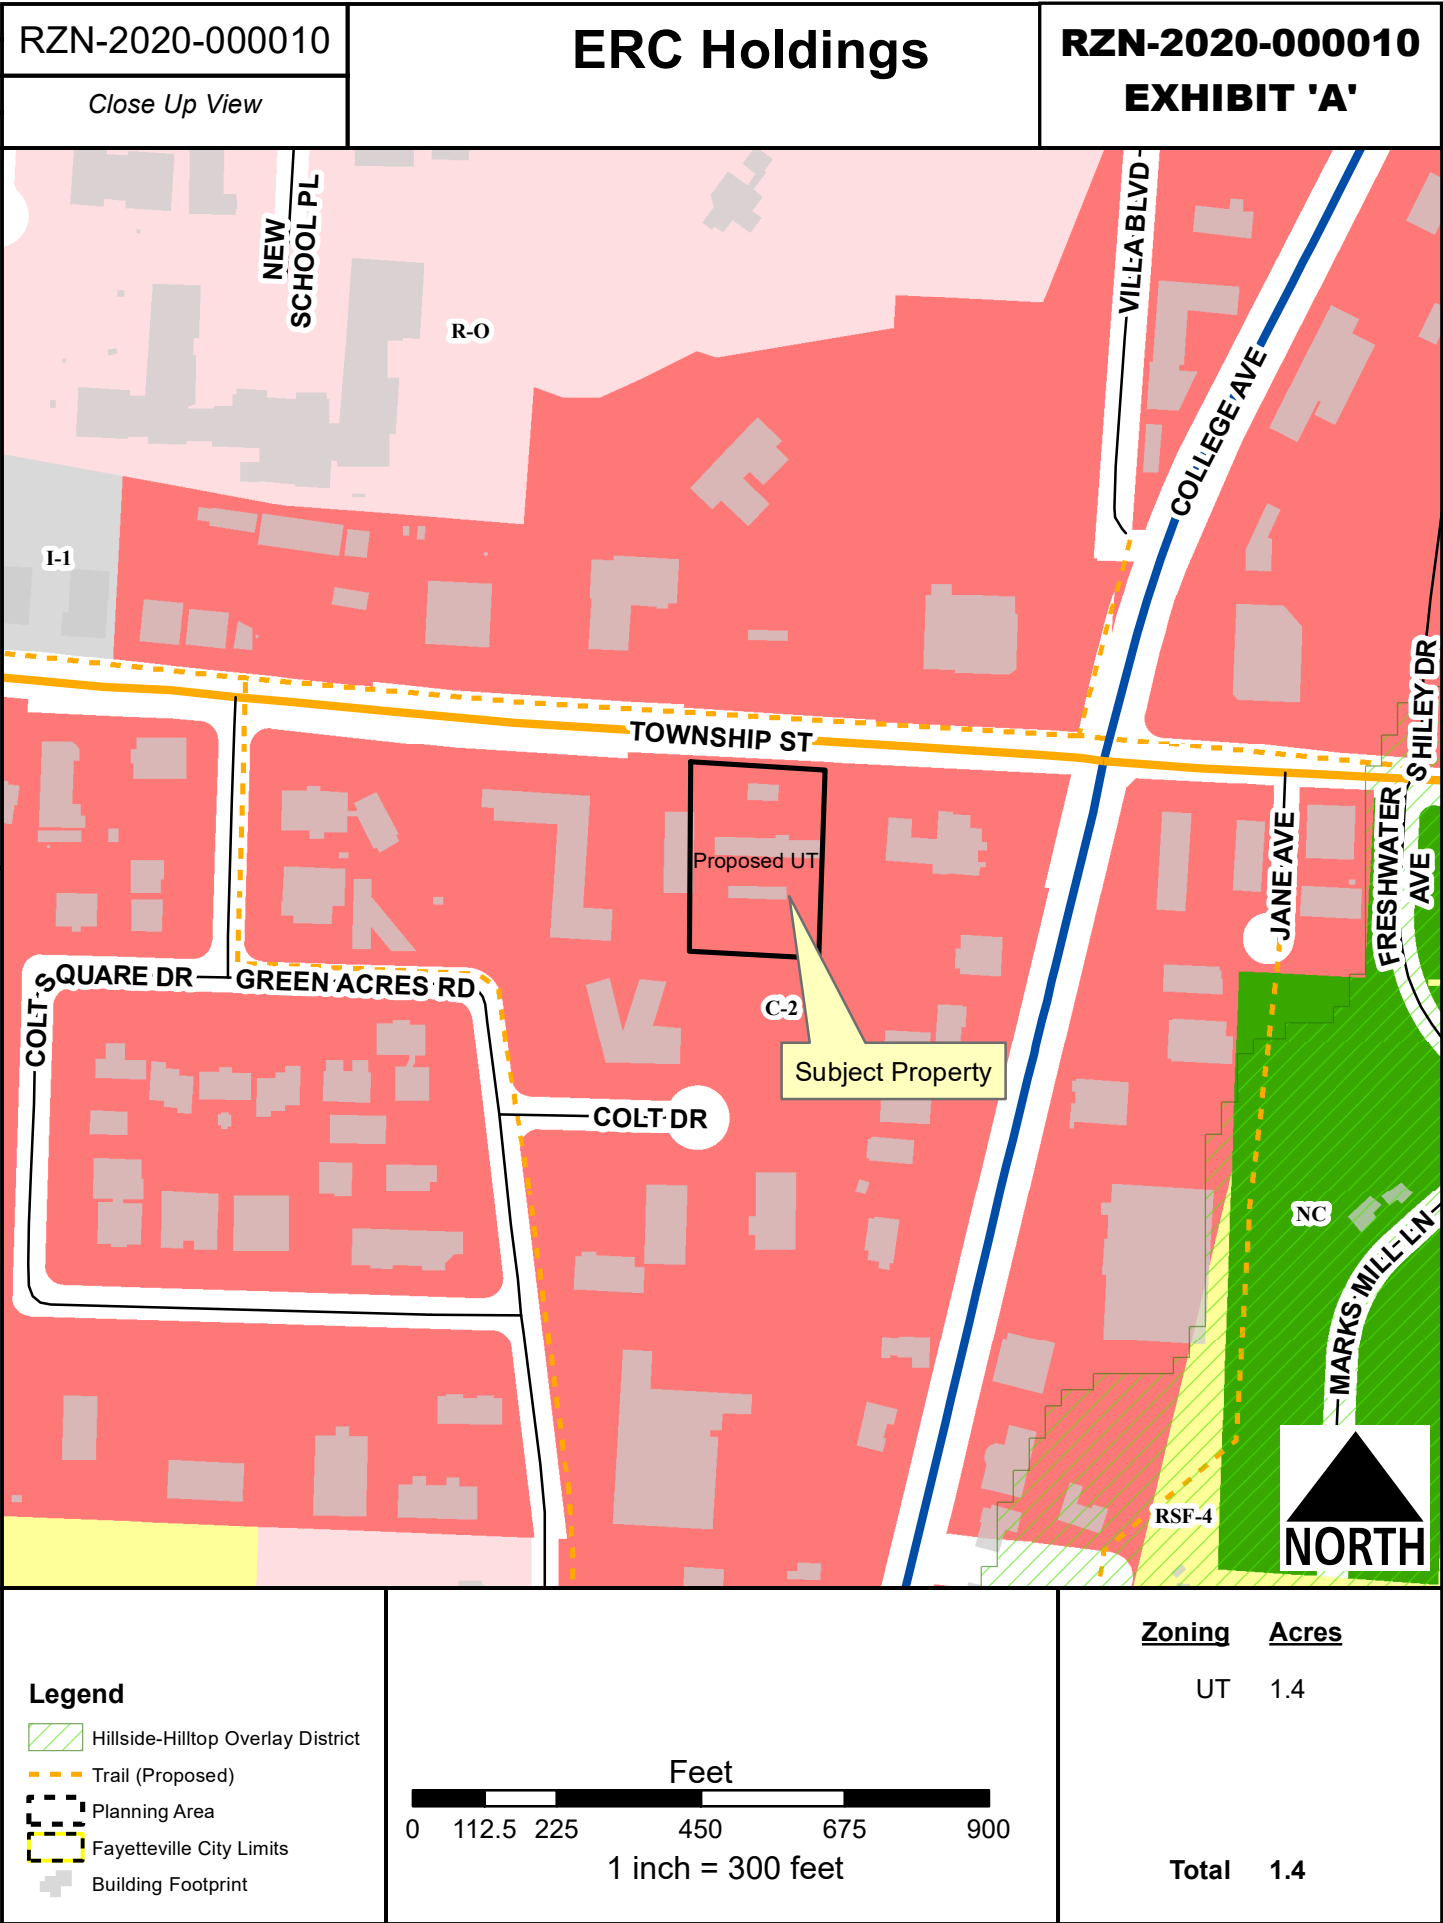 RZN-2020-000010
Close Up View
ERC Holdings
RZN-2020-000010
EXHIBIT 'A'
NEW
SCHOOL PL
R-O
VILLA BLVD
COLLEGE AVE
I-1
SHILEY DR
TOWNSHIP ST
FRESHWATER
AVE
JANE AVE
Proposed UT
COLT SQUARE DR
GREEN ACRES RD
C-2
Subject Property
COLT DR
NC
MARKS MILL LN
RSF-4
NORTH
Legend
Hillside-Hilltop Overlay District
Trail (Proposed)
Planning Area
Fayetteville City Limits
Building Footprint
Feet
0 112.5 225 450 675 900
1 inch = 300 feet
Zoning Acres
UT 1.4
Total 1.4